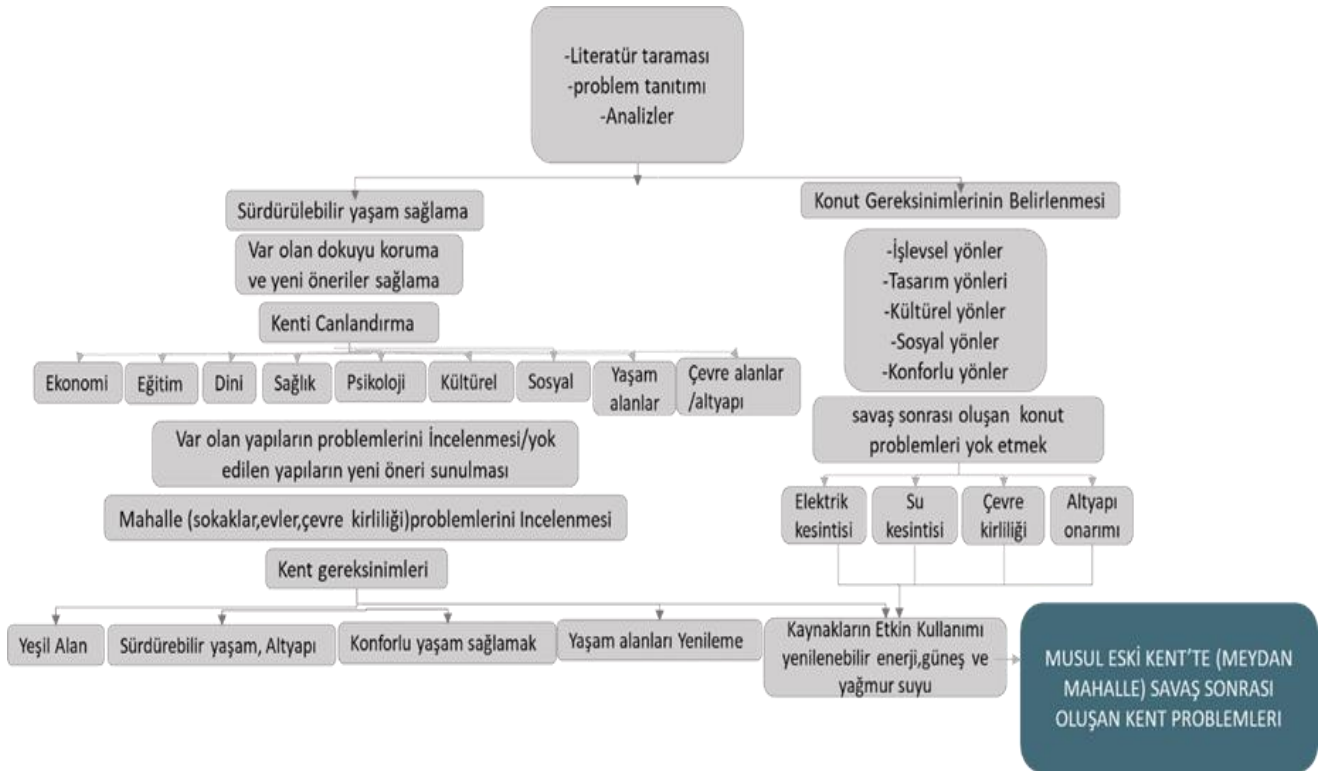 -Literatür taraması
-problem tanıtımı
-Analizler
Sürdürülebilir yaşam sağlama
Konut Gereksinimlerinin Belirlenmesi
Var olan dokuyu koruma
ve yeni öneriler sağlama
Kenti Canlandırma
-İşlevsel yönler
-Tasarım yönleri
-Kültürel yönler
-Sosyal yönler
-Konforlu yönler
Ekonomi
Eğitim
Dini
Sağlık
Psikoloji
Kültürel
Sosyal
Yaşam
alanlar
Çevre alanlar
/altyapı
Var olan yapıların problemlerini İncelenmesi/yok
edilen yapıların yeni öneri sunulması
savaş sonrası oluşan konut
problemleri yok etmek
Mahalle (sokaklar,evler,çevre kirliliği)problemlerini Incelenmesi
Elektrik
kesintisi
Su
kesintisi
Çevre
kirliliği
Altyapı
onarımı
Kent gereksinimleri
Yeşil Alan
Sürdürebilir yaşam, Altyapı
Konforlu yaşam sağlamak
Yaşam alanları Yenileme
Kaynakların Etkin Kullanımı
yenilenebilir enerji,güneş ve
yağmur suyu
MUSUL ESKİ KENT’TE (MEYDAN
MAHALLE) SAVAŞ SONRASI
OLUŞAN KENT PROBLEMLERI